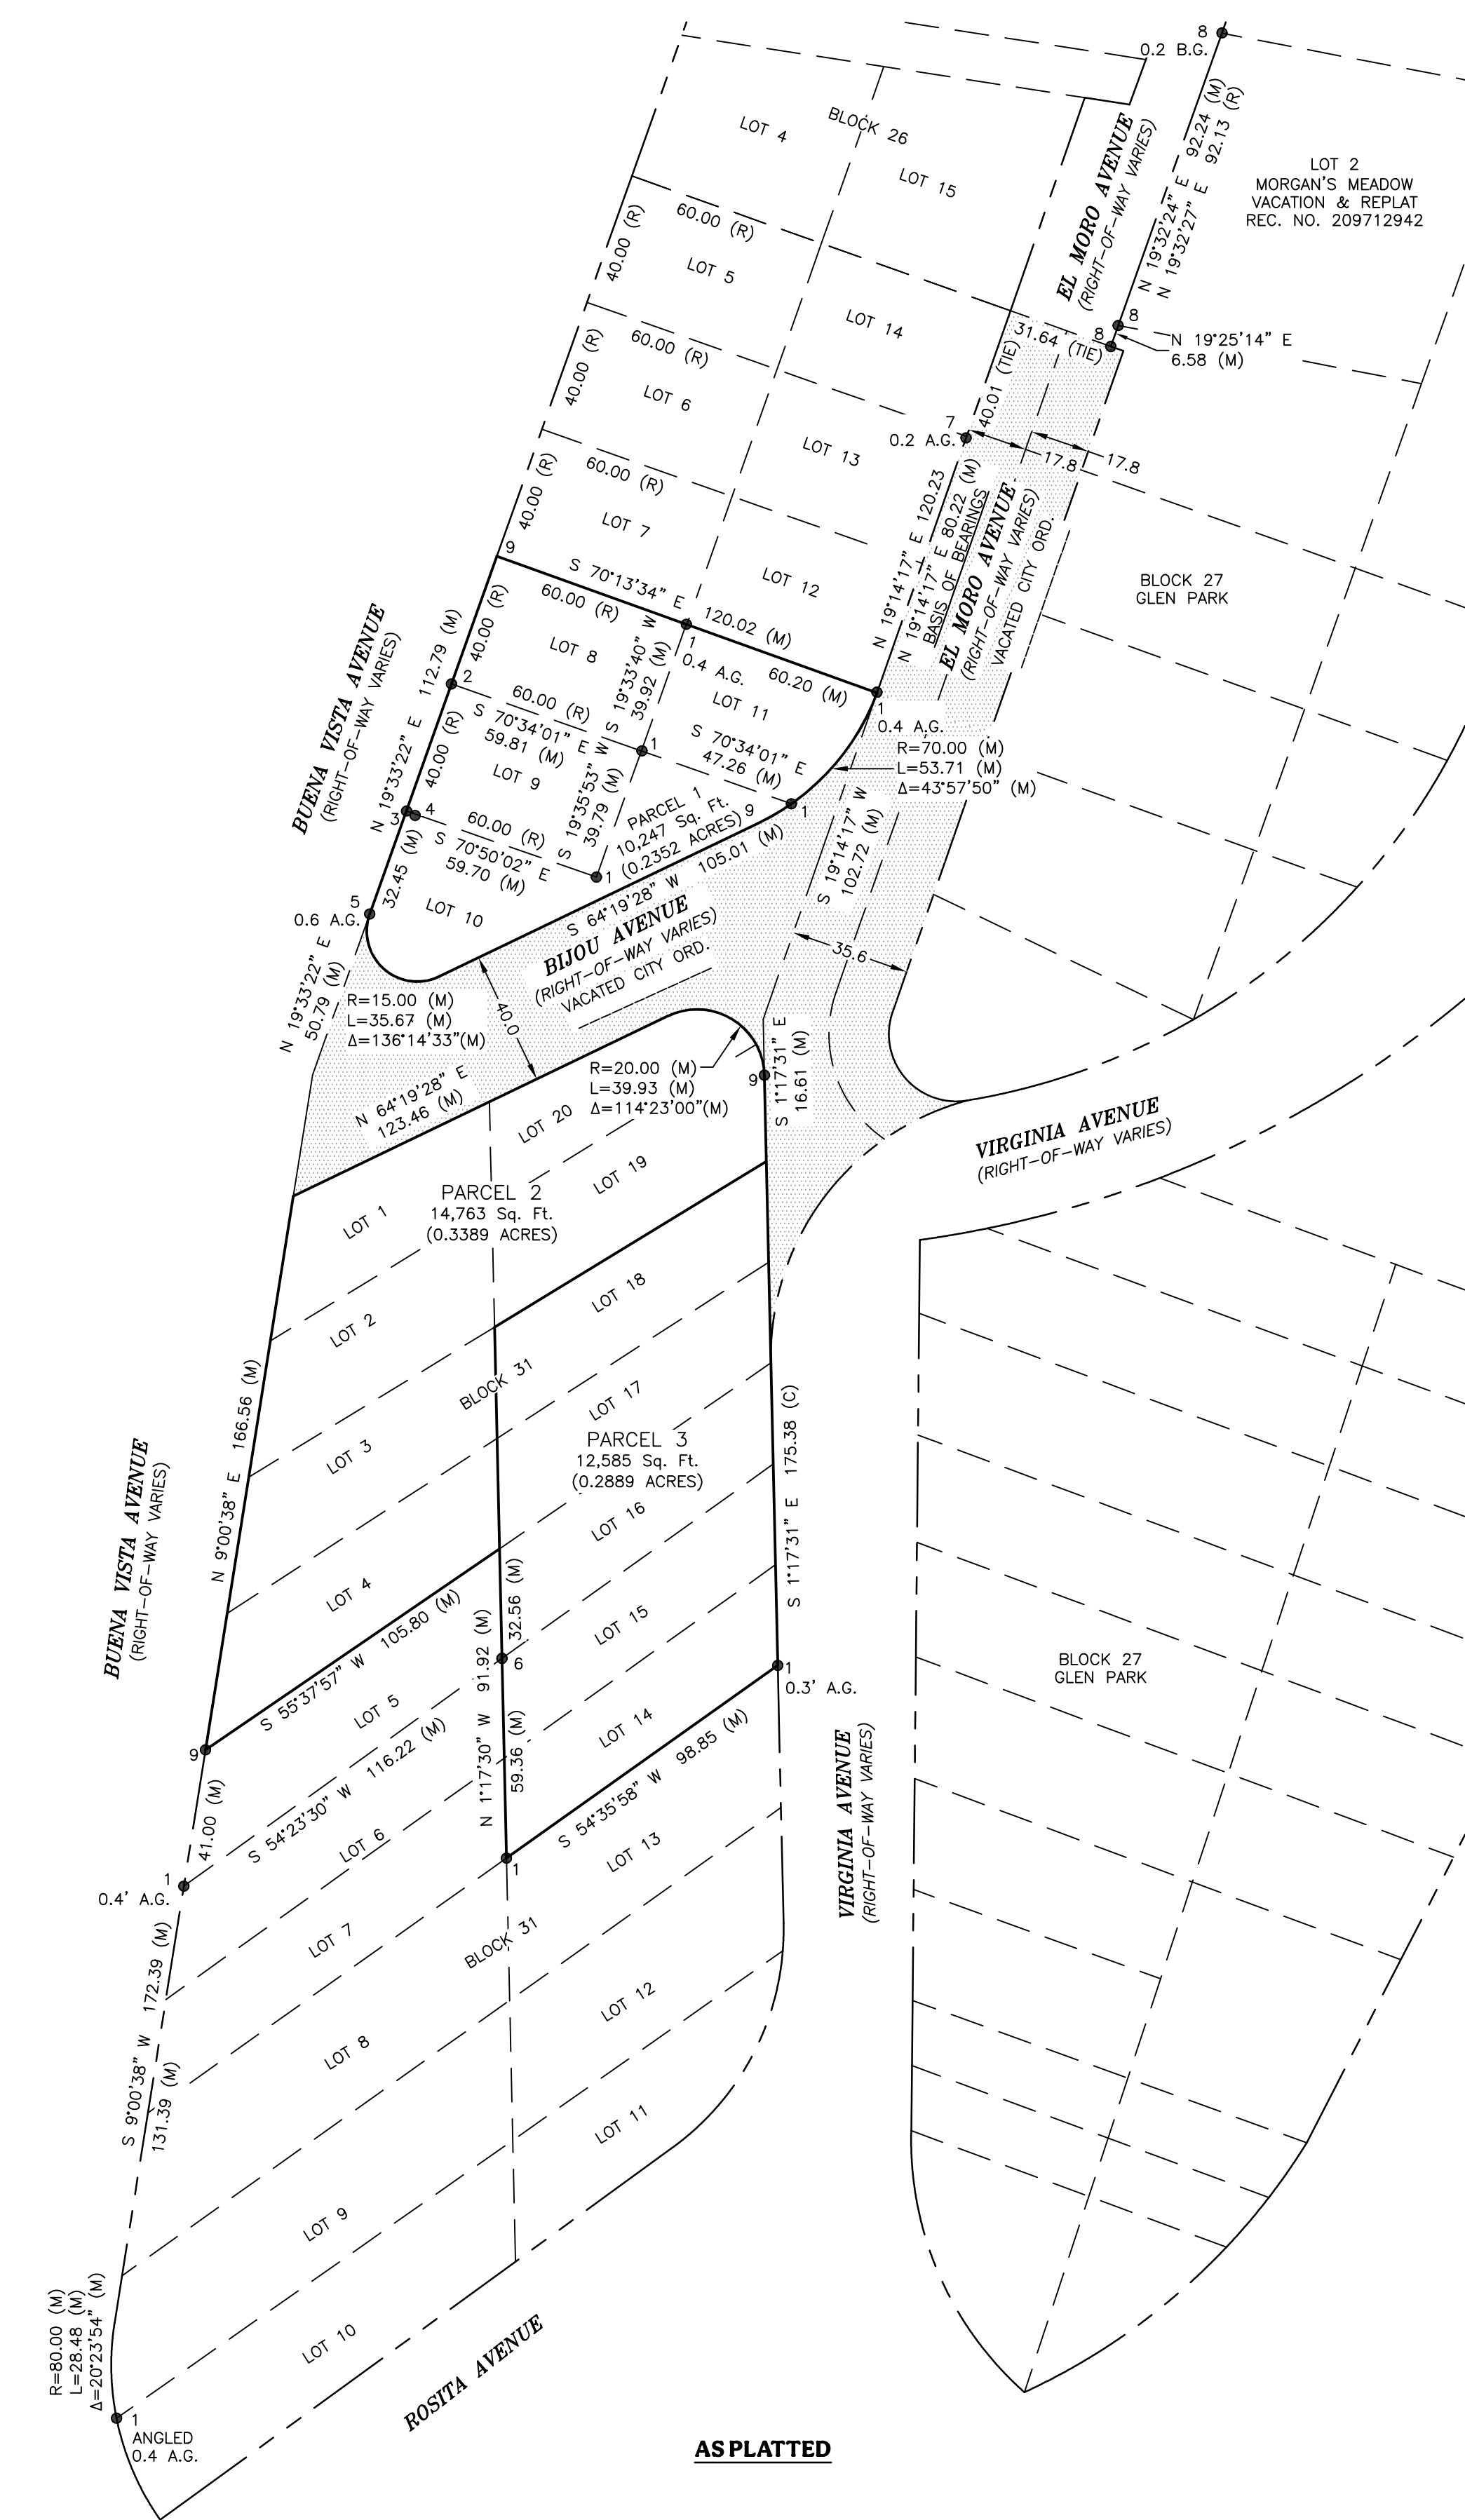 8
0.2 B.G.
BLOCK 26
LOT 4
LOT 15
EL MORO AVENUE
(RIGHT-OF-WAY VARIES)
N 19°32'24" E 92.24 (M)
N 19°32'27" E 92.13 (R)
LOT 2
MORGAN'S MEADOW
VACATION & REPLAT
REC. NO. 209712942
60.00 (R)
40.00 (R)
LOT 5
LOT 14
31.64 (TIE)
8
8
N 19°25'14" E
6.58 (M)
60.00 (R)
40.00 (R)
LOT 6
LOT 13
40.01 (TIE)
7
0.2 A.G.
17.8
17.8
60.00 (R)
40.00 (R)
LOT 7
LOT 12
N 19°14'17" E 120.23
N 19°14'17" E 80.22 (M)
BASIS OF BEARINGS
EL MORO AVENUE
(RIGHT-OF-WAY VARIES)
VACATED CITY ORD.
BLOCK 27
GLEN PARK
9
S 70°13'34" E 120.02 (M)
60.00 (R)
40.00 (R)
1
0.4 A.G.
60.20 (M)
LOT 8
LOT 11
S 19°33'40" W
39.92 (M)
BUENA VISTA AVENUE
(RIGHT-OF-WAY VARIES)
N 19°33'22" E 112.79 (M)
2
60.00 (R)
S 70°34'01" E
59.81 (M)
1
S 70°34'01" E
47.26 (M)
1
0.4 A.G.
R=70.00 (M)
L=53.71 (M)
Δ=43°57'50" (M)
40.00 (R)
LOT 9
S 19°35'53" W
39.79 (M)
3
4
60.00 (R)
S 70°50'02" E
59.70 (M)
1
PARCEL 1
10,247 Sq. Ft.
(0.2352 ACRES)
9
1
32.45 (M)
LOT 10
5
0.6 A.G.
S 64°19'28" W 105.01 (M)
BIJOU AVENUE
(RIGHT-OF-WAY VARIES)
VACATED CITY ORD.
S 19°14'17" W
102.72 (M)
35.6
N 19°33'22" E
50.79 (M)
R=15.00 (M)
L=35.67 (M)
Δ=136°14'33"(M)
40.0
N 64°19'28" E
123.46 (M)
R=20.00 (M)
L=39.93 (M)
Δ=114°23'00"(M)
9
S 1°17'31" E
16.61 (M)
VIRGINIA AVENUE
(RIGHT-OF-WAY VARIES)
LOT 20
LOT 19
PARCEL 2
14,763 Sq. Ft.
(0.3389 ACRES)
LOT 1
LOT 18
LOT 2
BLOCK 31
LOT 17
N 9°00'38" E 166.56 (M)
LOT 3
PARCEL 3
12,585 Sq. Ft.
(0.2889 ACRES)
S 1°17'31" E 175.38 (C)
LOT 16
BUENA VISTA AVENUE
(RIGHT-OF-WAY VARIES)
LOT 4
S 55°37'57" W 105.80 (M)
32.56 (M)
N 1°17'30" W 91.92 (M)
6
LOT 15
1
0.3' A.G.
BLOCK 27
GLEN PARK
9
LOT 5
LOT 14
S 54°23'30" W 116.22 (M)
59.36 (M)
S 54°35'58" W 98.85 (M)
41.00 (M)
LOT 6
LOT 13
VIRGINIA AVENUE
(RIGHT-OF-WAY VARIES)
1
0.4' A.G.
1
LOT 7
BLOCK 31
LOT 12
S 9°00'38" W 172.39 (M)
131.39 (M)
LOT 8
LOT 11
LOT 9
R=80.00 (M)
L=28.48 (M)
Δ=20°23'54" (M)
LOT 10
ROSITA AVENUE
1
ANGLED
0.4 A.G.
AS PLATTED